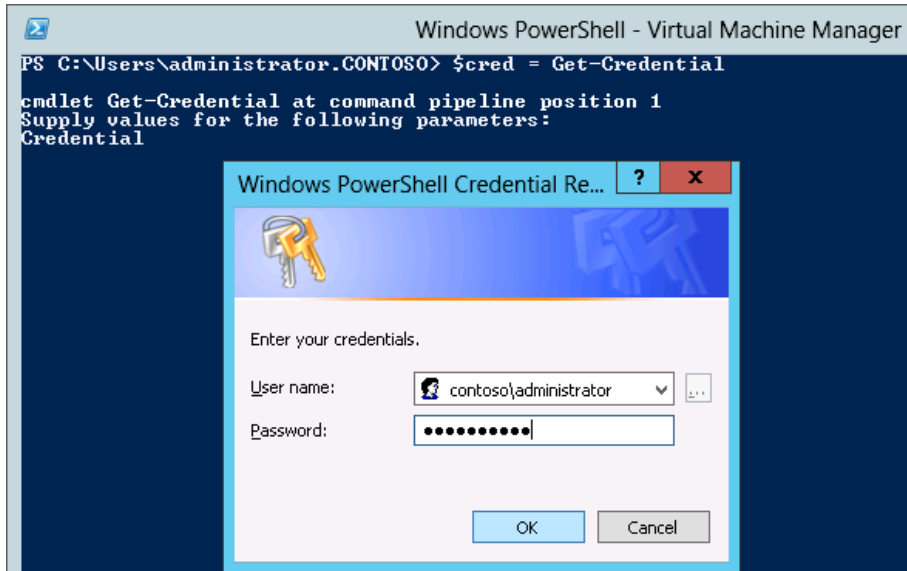 Windows PowerShell - Virtual Machine Manager
PS C:\Users\administrator.CONTOSO> $cred = Get-Credential
cmdlet Get-Credential at command pipeline position 1
Supply values for the following parameters:
Credential
Windows PowerShell Credential Re... ? x
Enter your credentials.
User name: contoso\administrator ...
Password: ●●●●●●●●●●
OK Cancel